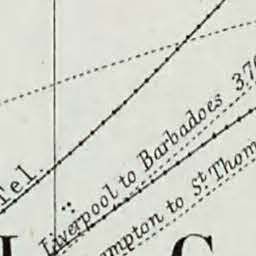 Tel
Liverpool to Barbadoes 37
ampton to St Thom
G